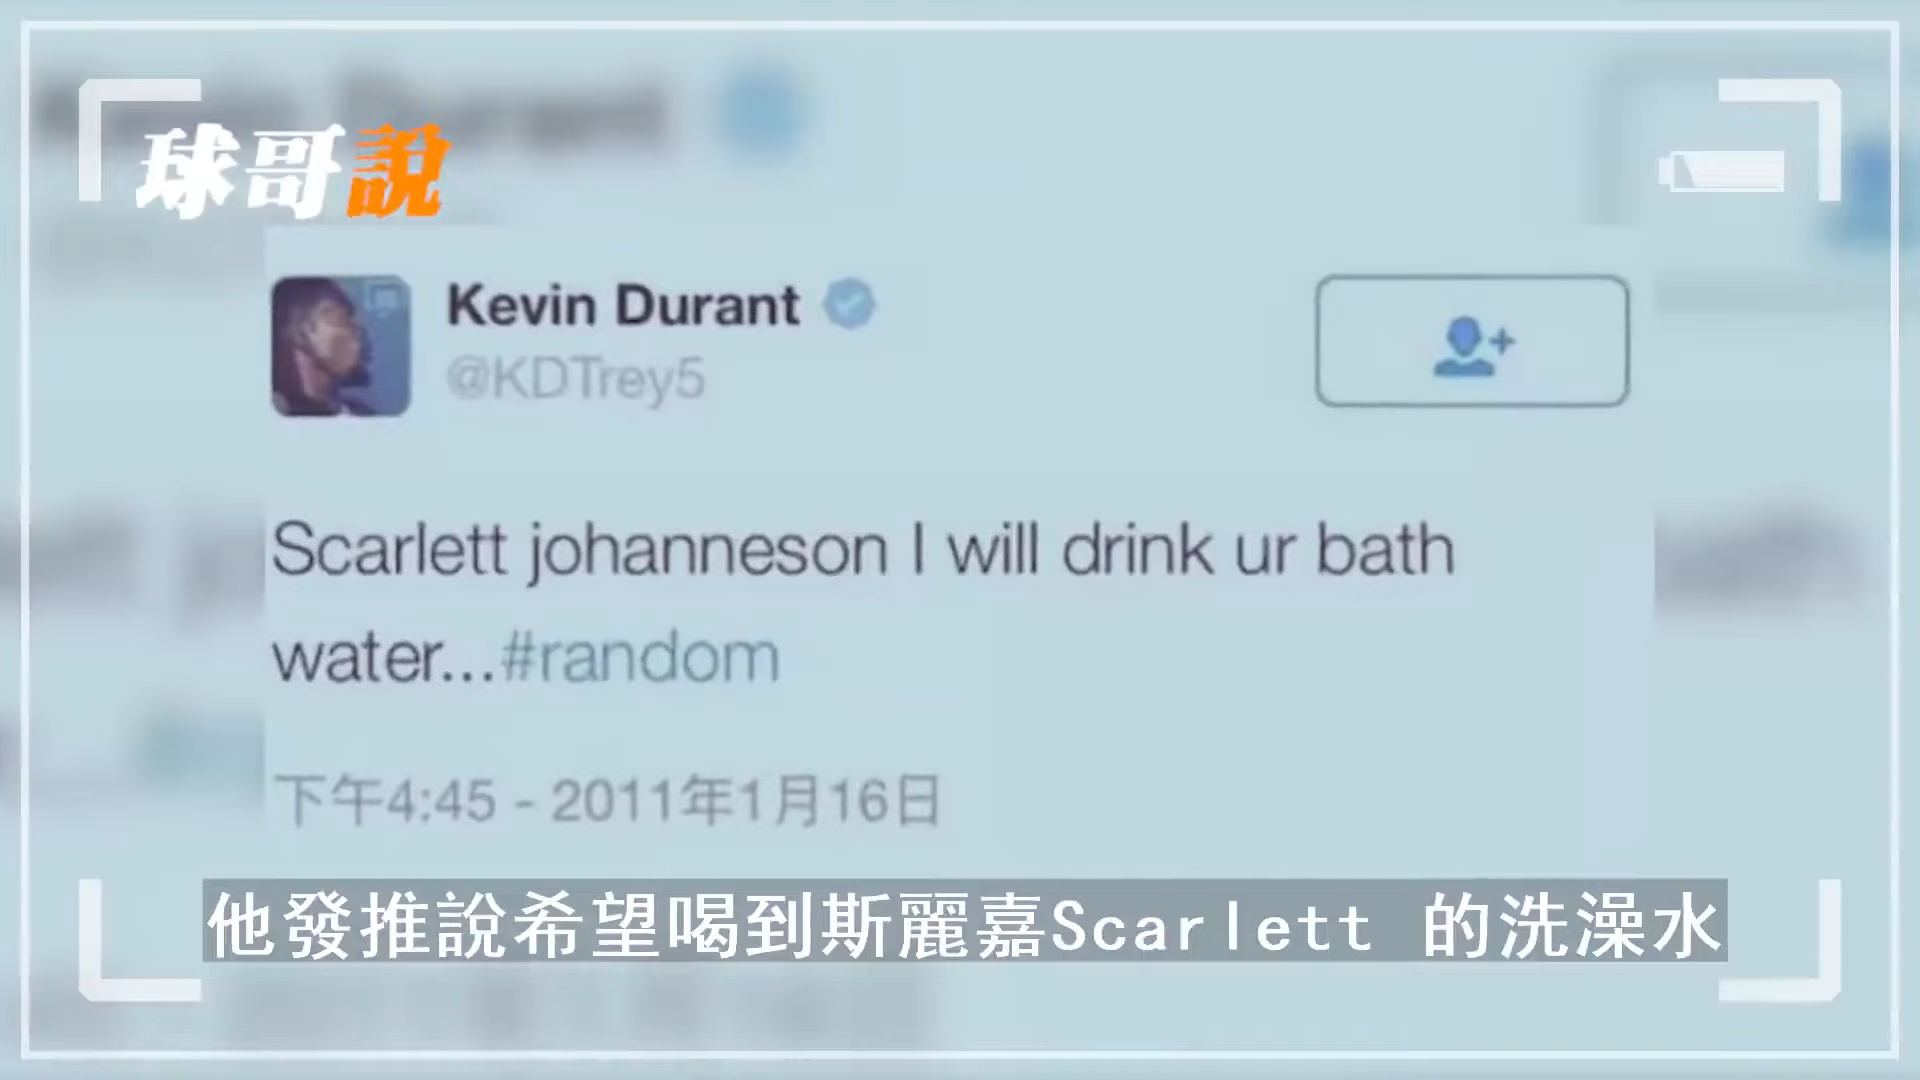 球哥說
Kevin Durant
@KDTrey5
Scarlett johanneson I will drink ur bath
water...#random
下午4:45 - 2011年1月16日
他發推說希望喝到斯麗嘉Scarlett 的洗澡水